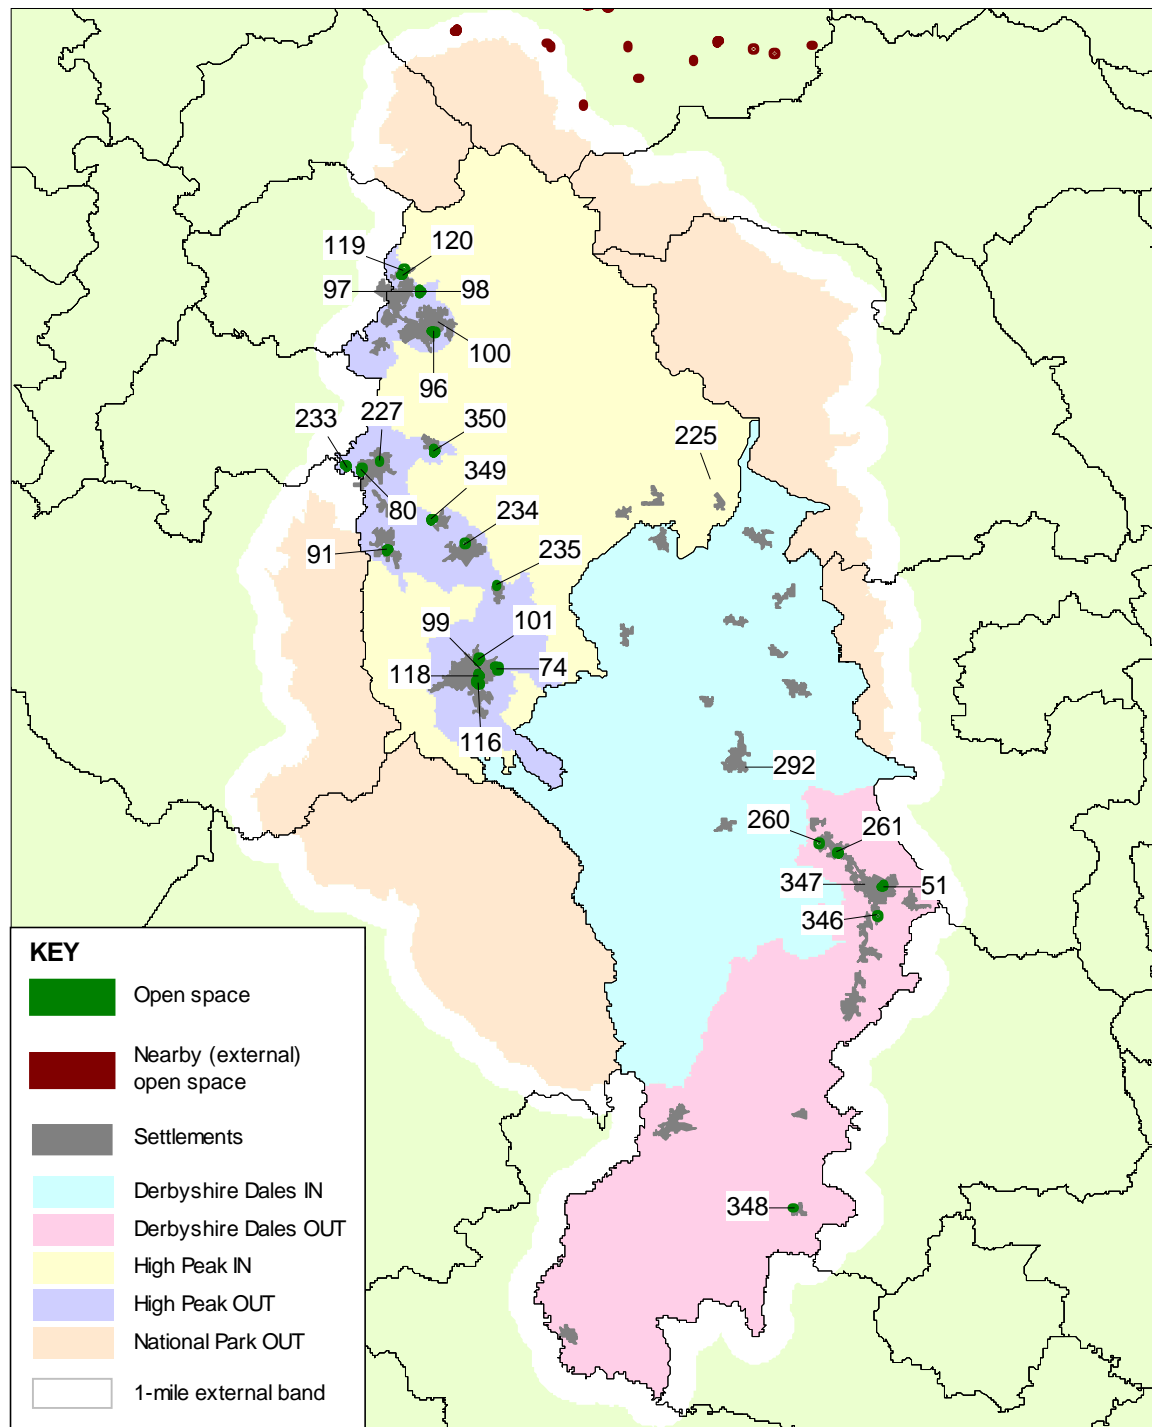 119
120
97
98
100
96
233
227
350
225
349
80
234
91
235
99
101
118
74
116
292
260
261
347
51
346
348
KEY
Open space
Nearby (external)
open space
Settlements
Derbyshire Dales IN
Derbyshire Dales OUT
High Peak IN
High Peak OUT
National Park OUT
1-mile external band